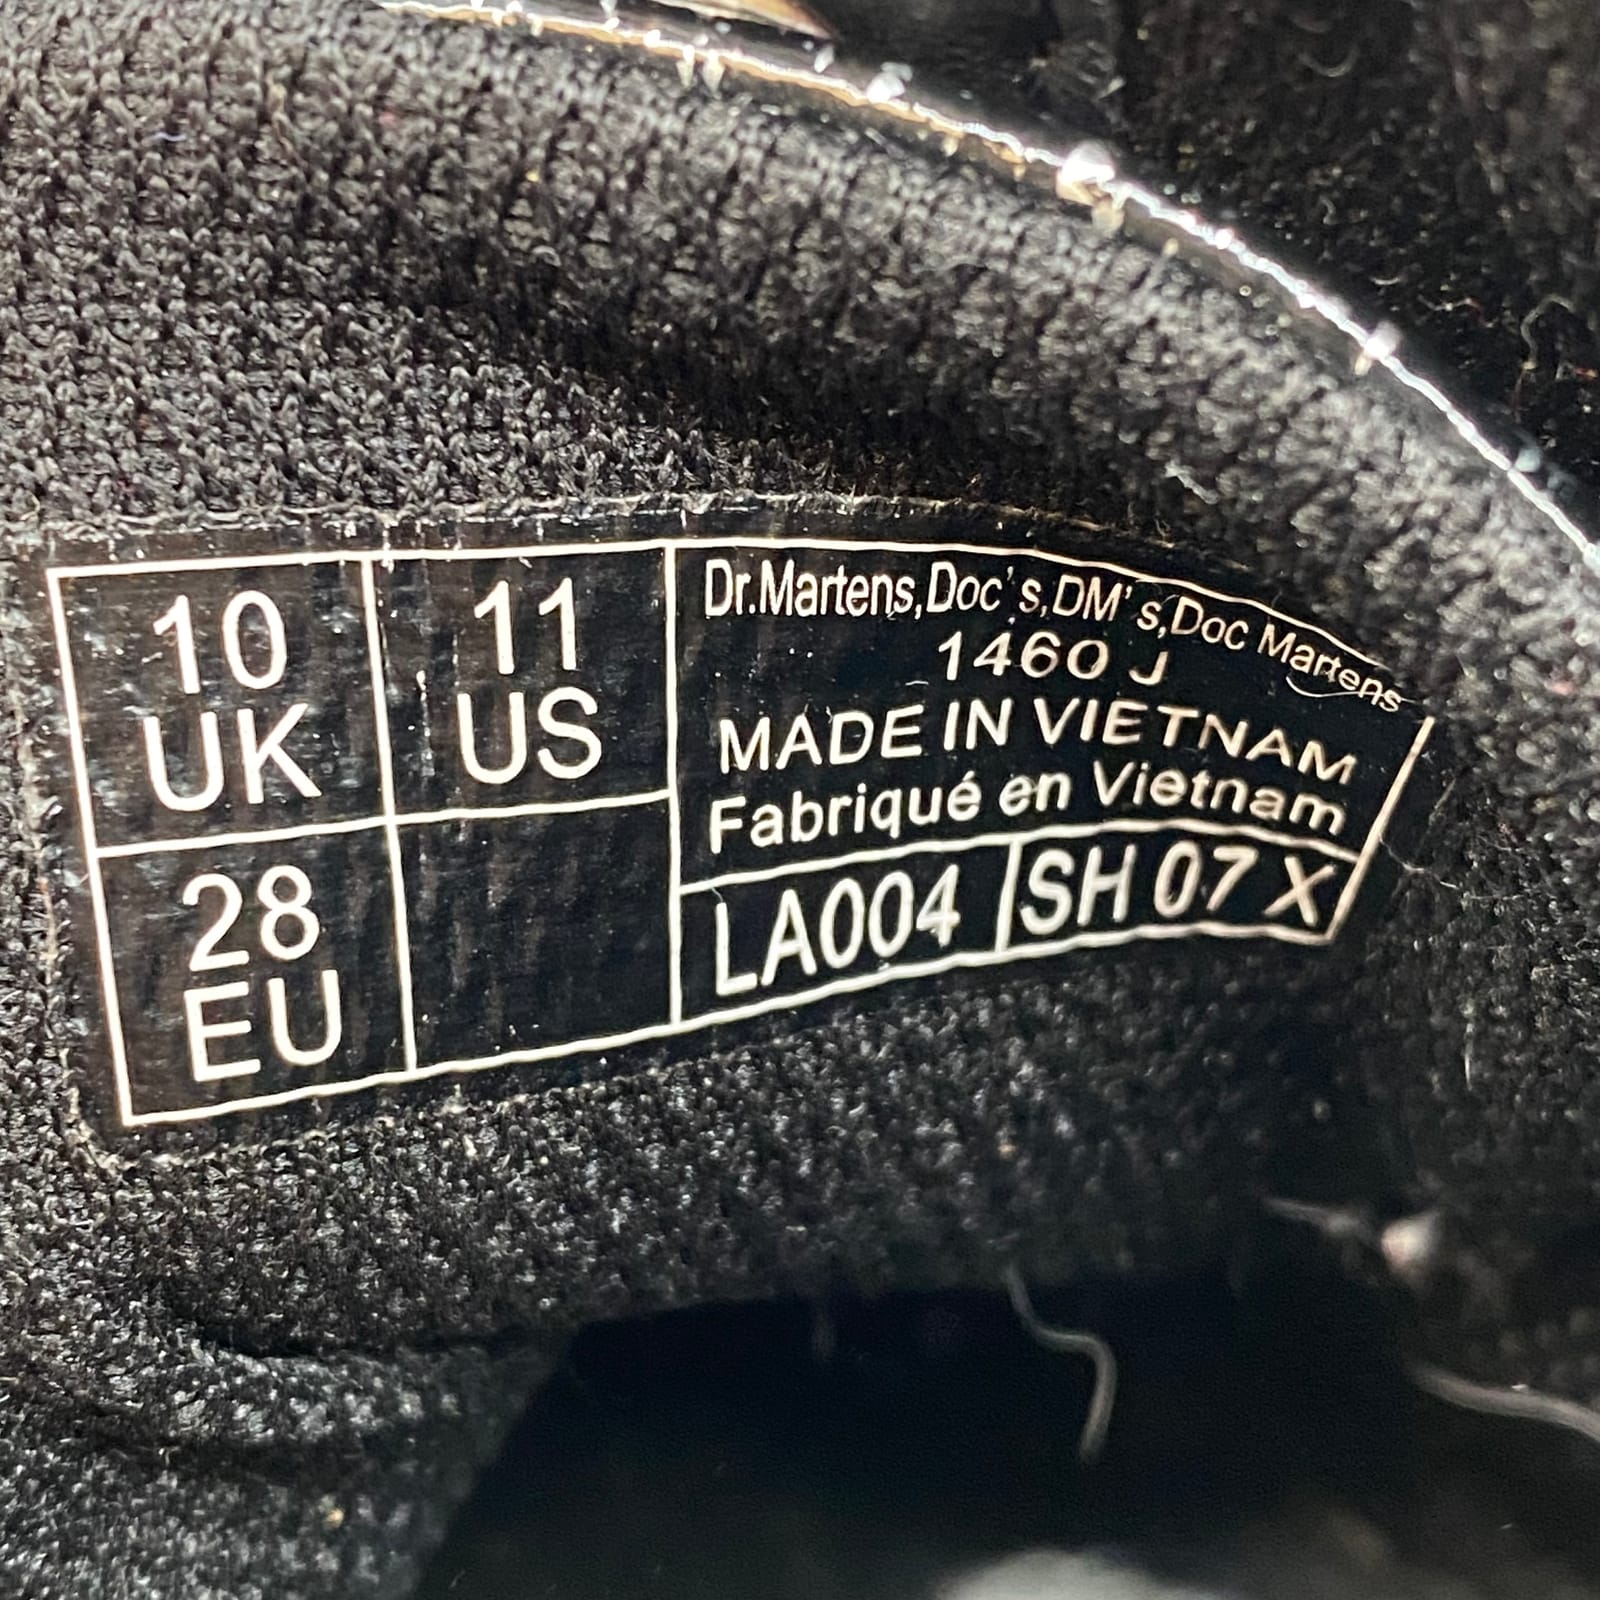 10
UK
11
US
28
EU
Dr.Martens,Doc's,DM's,Doc Martens
1460 J
MADE IN VIETNAM
Fabriqué en Vietnam
LA004
SH 07 X